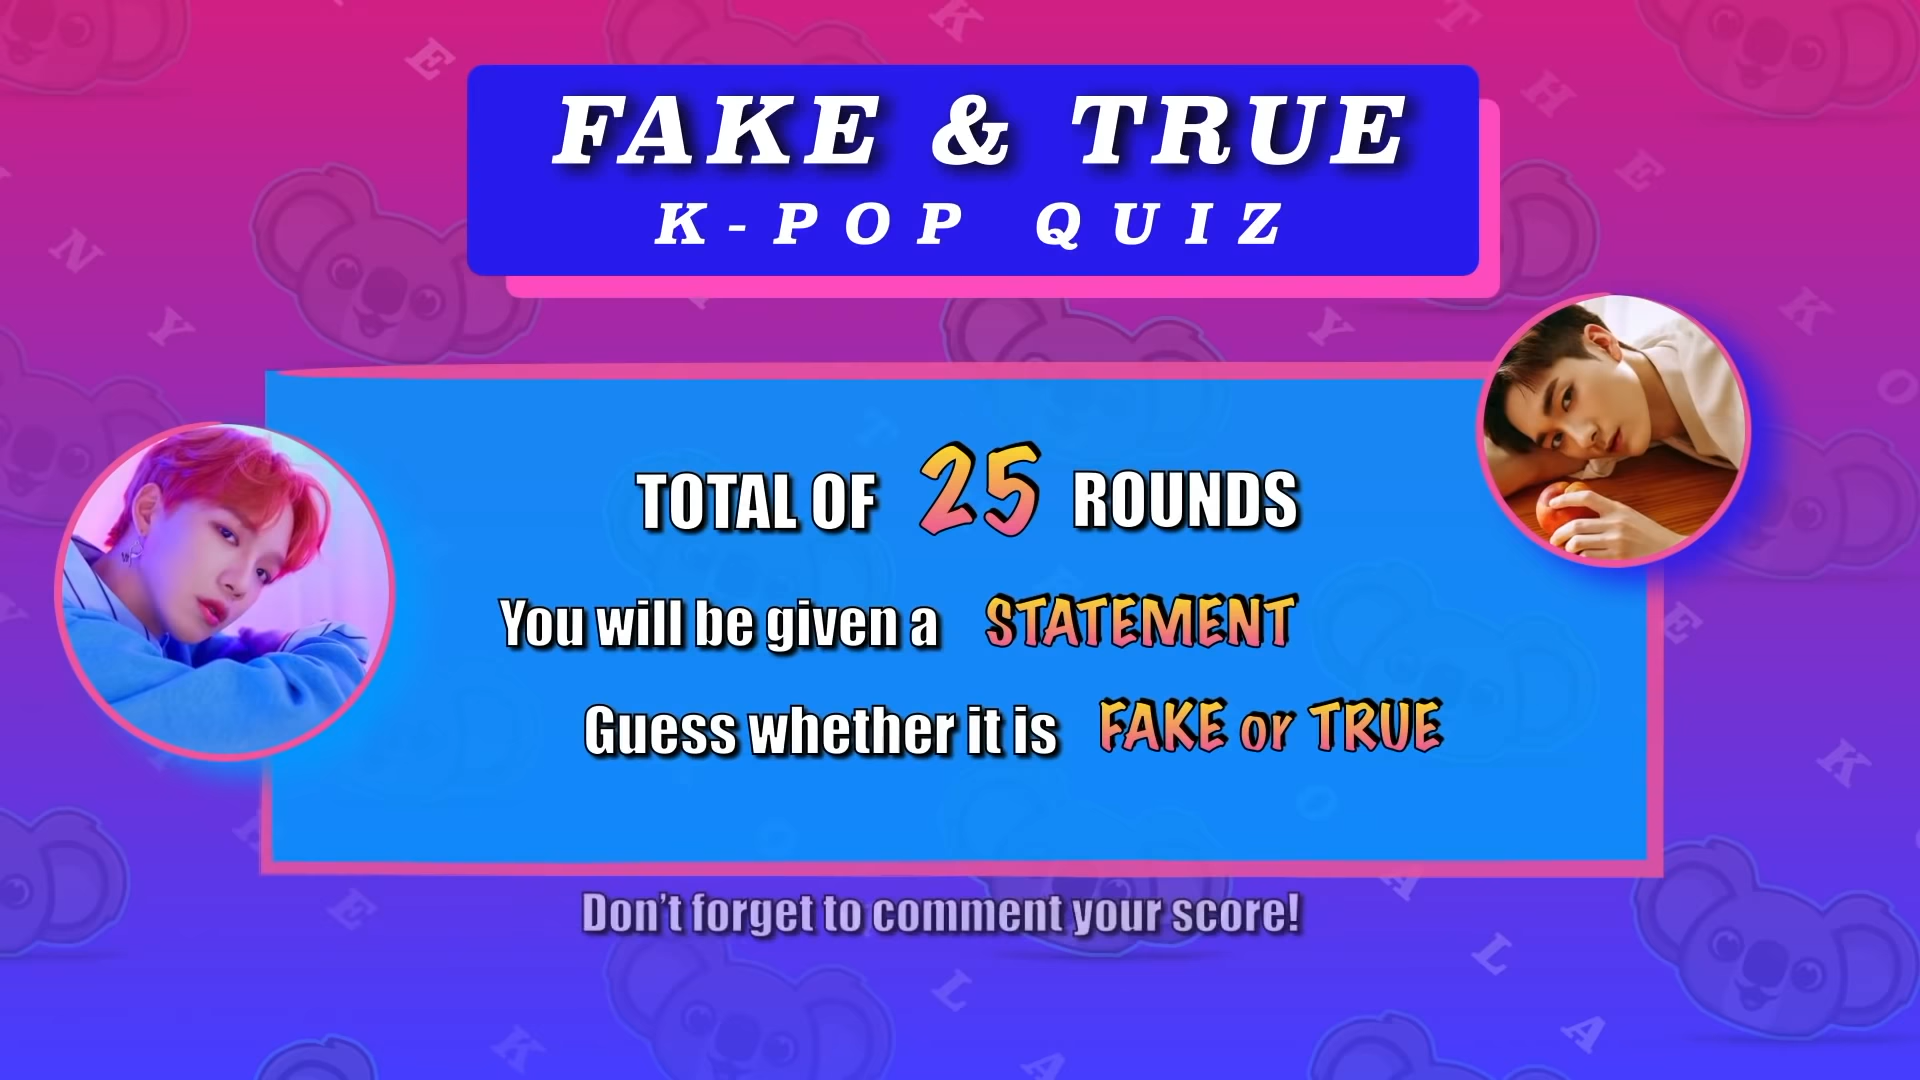 FAKE & TRUE
K-POP QUIZ
TOTAL OF 25 ROUNDS
You will be given a STATEMENT
Guess whether it is FAKE or TRUE
Don't forget to comment your score!